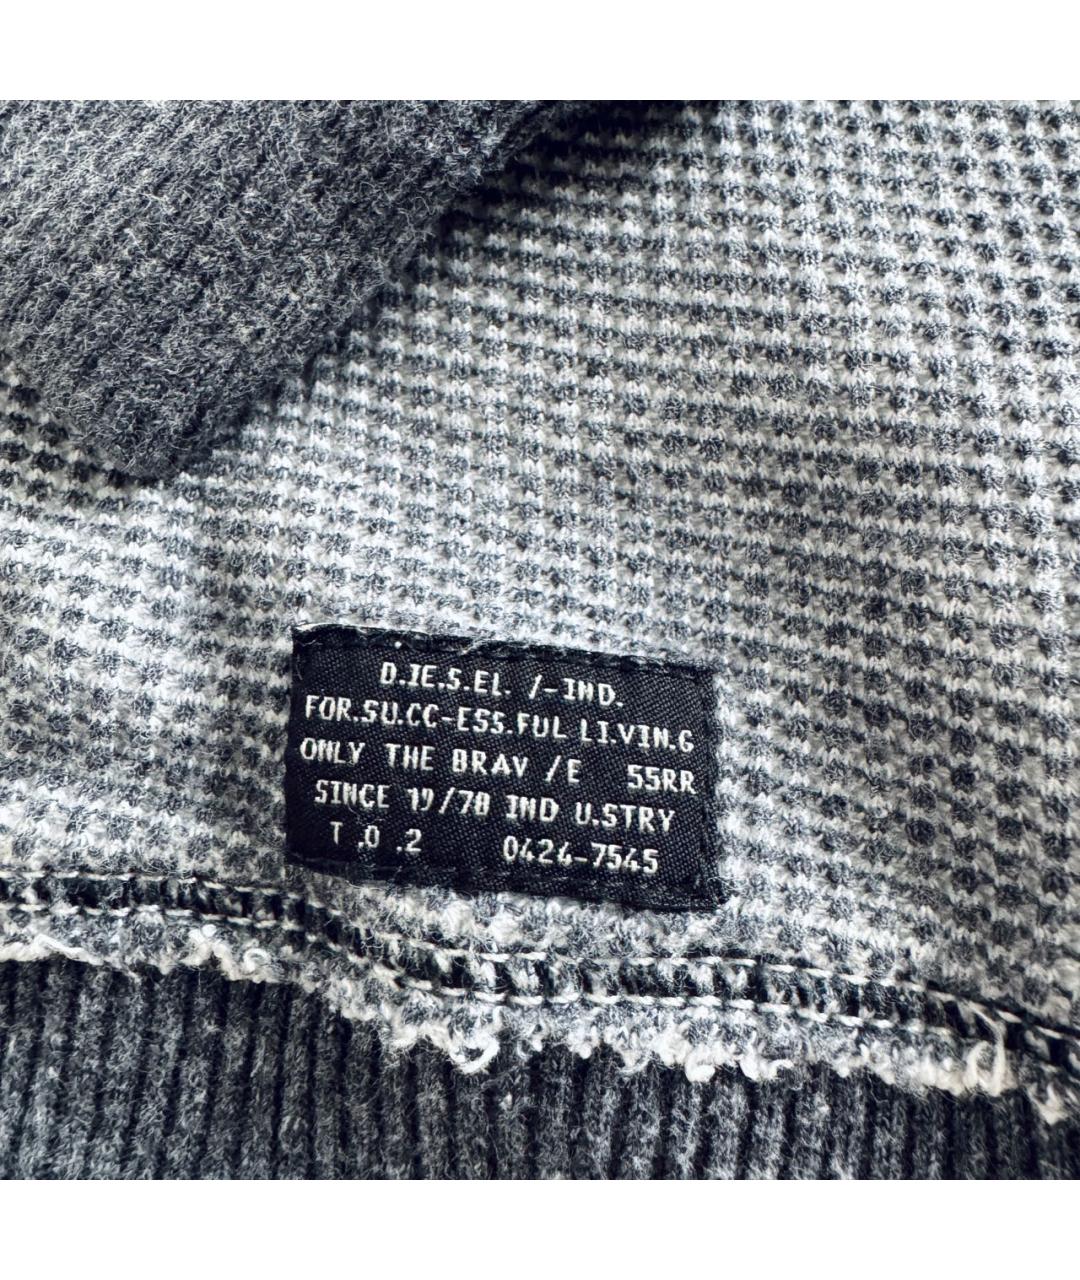 D.IE.S.EL. /-IND.
FOR.SU.CC-ESS.FUL LI.VIN.G
ONLY THE BRAV /E 55RR
SINCE 19/78 IND U.STRY
T .0 .2 0424-7545